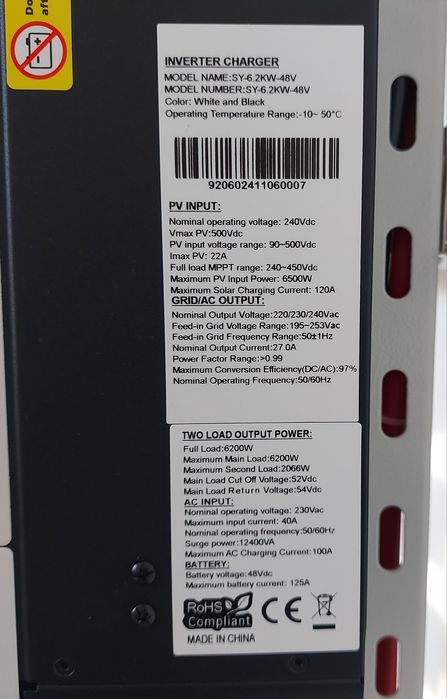 Do
aft
INVERTER CHARGER
MODEL NAME:SY-6.2KW-48V
MODEL NUMBER:SY-6.2KW-48V
Color: White and Black
Operating Temperature Range:-10~ 50°C
920602411060007
PV INPUT:
Nominal operating voltage: 240Vdc
Vmax PV:500Vdc
PV input voltage range: 90~500Vdc
Imax PV: 22A
Full load MPPT range: 240~450Vdc
Maximum PV Input Power: 6500W
Maximum Solar Charging Current: 120A
GRID/AC OUTPUT:
Nominal Output Voltage:220/230/240Vac
Feed-in Grid Voltage Range:195~253Vac
Feed-in Grid Frequency Range:50±1Hz
Nominal Output Current:27.0A
Power Factor Range:>0.99
Maximum Conversion Efficiency(DC/AC):97%
Nominal Operating Frequency:50/60Hz
TWO LOAD OUTPUT POWER:
Full Load:6200W
Maximum Main Load:6200W
Maximum Second Load:2066W
Main Load Cut Off Voltage:52Vdc
Main Load Return Voltage:54Vdc
AC INPUT:
Nominal operating voltage: 230Vac
Maximum input current: 40A
Nominal operating frequency:50/60Hz
Surge power:12400VA
Maximum AC Charging Current:100A
BATTERY:
Battery voltage:48Vdc
Maximum battery current: 125A
RoHS
Compliant
CE
MADE IN CHINA